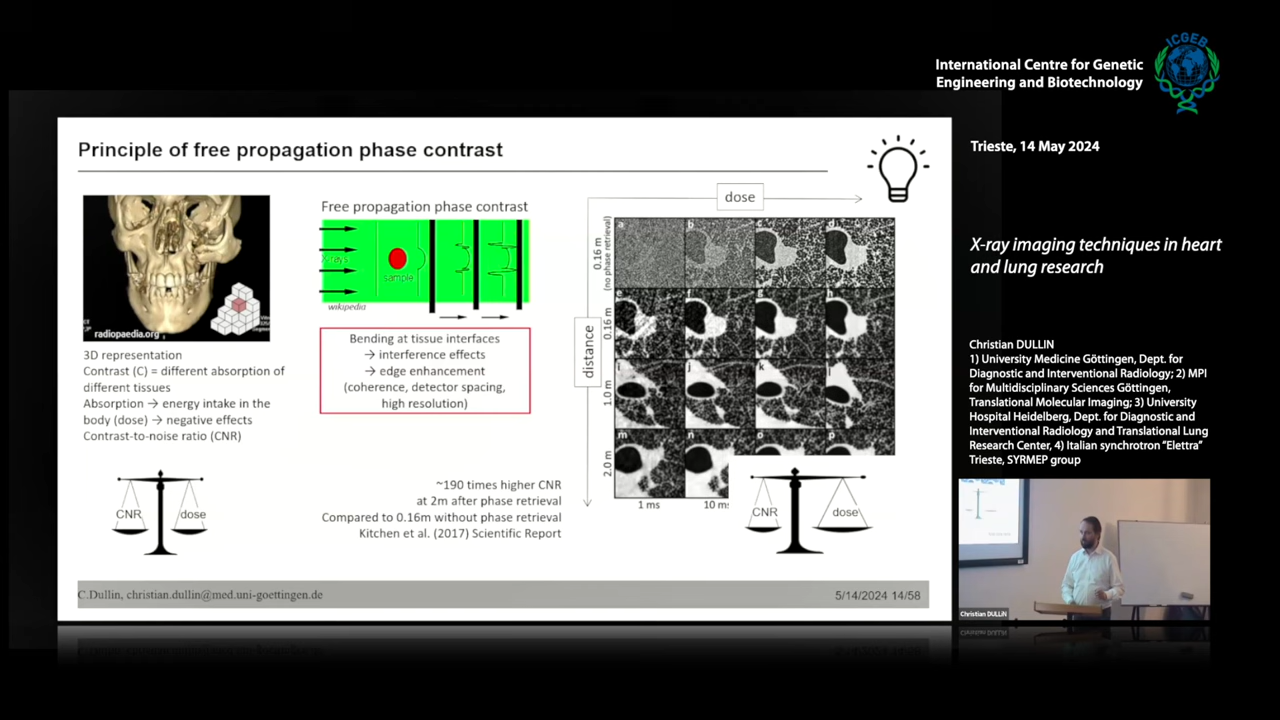 International Centre for Genetic
Engineering and Biotechnology
ICGEB
Trieste, 14 May 2024
X-ray imaging techniques in heart
and lung research
Christian DULLIN
1) University Medicine Göttingen, Dept. for
Diagnostic and Interventional Radiology; 2) MPI
for Multidisciplinary Sciences Göttingen,
Translational Molecular Imaging; 3) University
Hospital Heidelberg, Dept. for Diagnostic and
Interventional Radiology and Translational Lung
Research Center, 4) Italian synchrotron “Elettra”
Trieste, SYRMEP group
Christian DULLIN
Principle of free propagation phase contrast
radiopaedia.org
3D representation
Contrast (C) = different absorption of
different tissues
Absorption → energy intake in the
body (dose) → negative effects
Contrast-to-noise ratio (CNR)
CNR
dose
Free propagation phase contrast
X-rays
sample
wikipedia
Bending at tissue interfaces
→ interference effects
→ edge enhancement
(coherence, detector spacing,
high resolution)
~190 times higher CNR
at 2m after phase retrieval
Compared to 0.16m without phase retrieval
Kitchen et al. (2017) Scientific Report
dose
distance
0.16 m
(no phase retrieval)
0.16 m
1.0 m
2.0 m
a b c d
e f g h
i j k l
m n o p
1 ms
10 ms
CNR
dose
C.Dullin, christian.dullin@med.uni-goettingen.de
5/14/2024 14/58